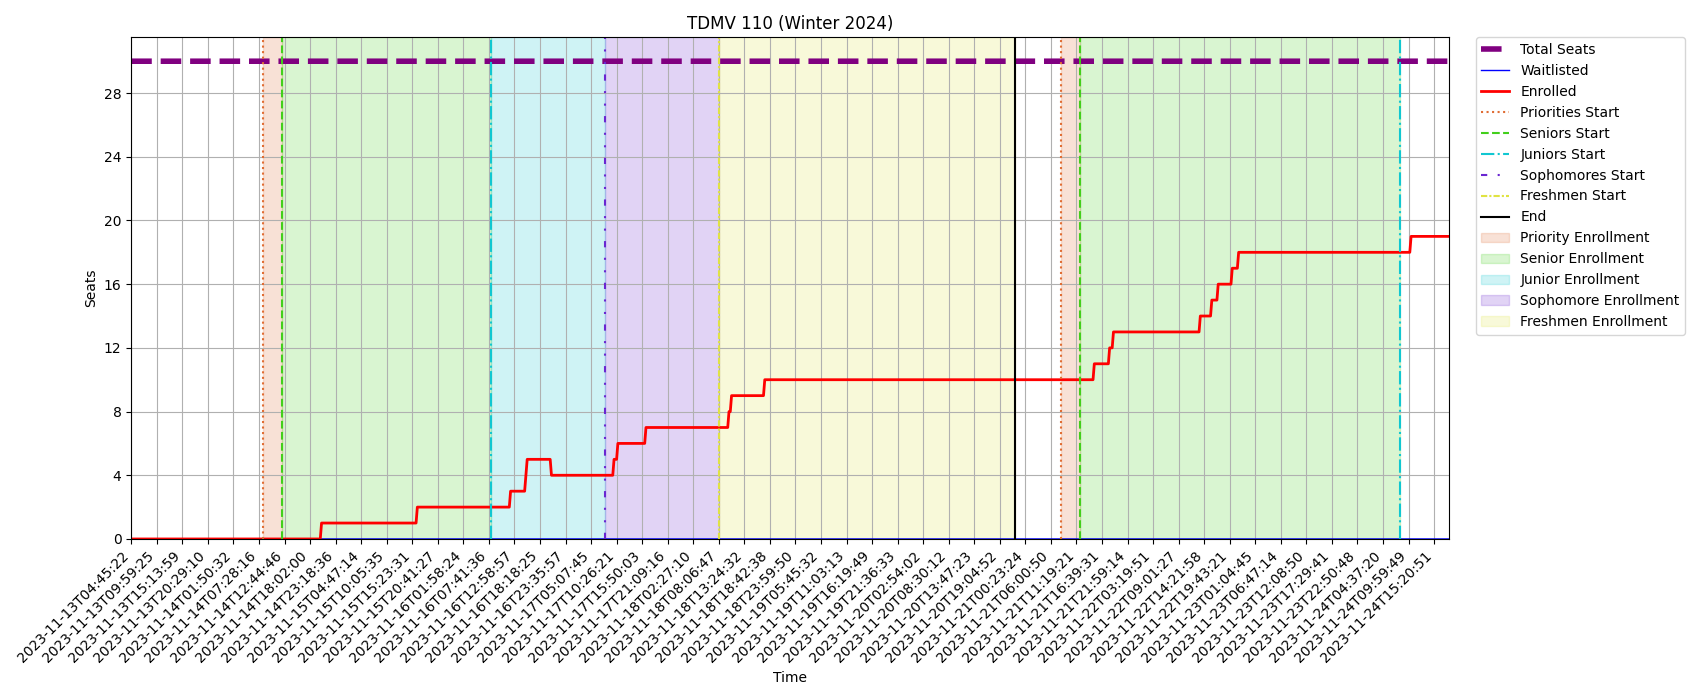 TDMV 110 (Winter 2024)
Seats
28
24
20
16
12
8
4
0
2023-11-13T04:45:22
2023-11-13T09:59:25
2023-11-13T15:13:59
2023-11-13T20:29:10
2023-11-14T01:50:32
2023-11-14T07:28:16
2023-11-14T12:44:46
2023-11-14T18:02:00
2023-11-14T23:18:36
2023-11-15T04:47:14
2023-11-15T10:05:35
2023-11-15T15:23:31
2023-11-15T20:41:27
2023-11-16T01:58:24
2023-11-16T07:41:36
2023-11-16T12:58:57
2023-11-16T18:18:25
2023-11-16T23:35:57
2023-11-17T05:07:45
2023-11-17T10:26:21
2023-11-17T15:50:03
2023-11-17T21:09:16
2023-11-18T02:27:10
2023-11-18T08:06:47
2023-11-18T13:24:32
2023-11-18T18:42:38
2023-11-18T23:59:50
2023-11-19T05:45:32
2023-11-19T11:03:13
2023-11-19T16:19:49
2023-11-19T21:36:33
2023-11-20T02:54:02
2023-11-20T08:30:12
2023-11-20T13:47:23
2023-11-20T19:04:52
2023-11-21T00:23:24
2023-11-21T06:00:50
2023-11-21T11:19:21
2023-11-21T16:39:31
2023-11-21T21:59:14
2023-11-22T03:19:51
2023-11-22T09:01:27
2023-11-22T14:21:58
2023-11-22T19:43:21
2023-11-23T01:04:45
2023-11-23T06:47:14
2023-11-23T12:08:50
2023-11-23T17:29:41
2023-11-23T22:50:48
2023-11-24T04:37:20
2023-11-24T09:59:49
2023-11-24T15:20:51
Time
Total Seats
Waitlisted
Enrolled
Priorities Start
Seniors Start
Juniors Start
Sophomores Start
Freshmen Start
End
Priority Enrollment
Senior Enrollment
Junior Enrollment
Sophomore Enrollment
Freshmen Enrollment